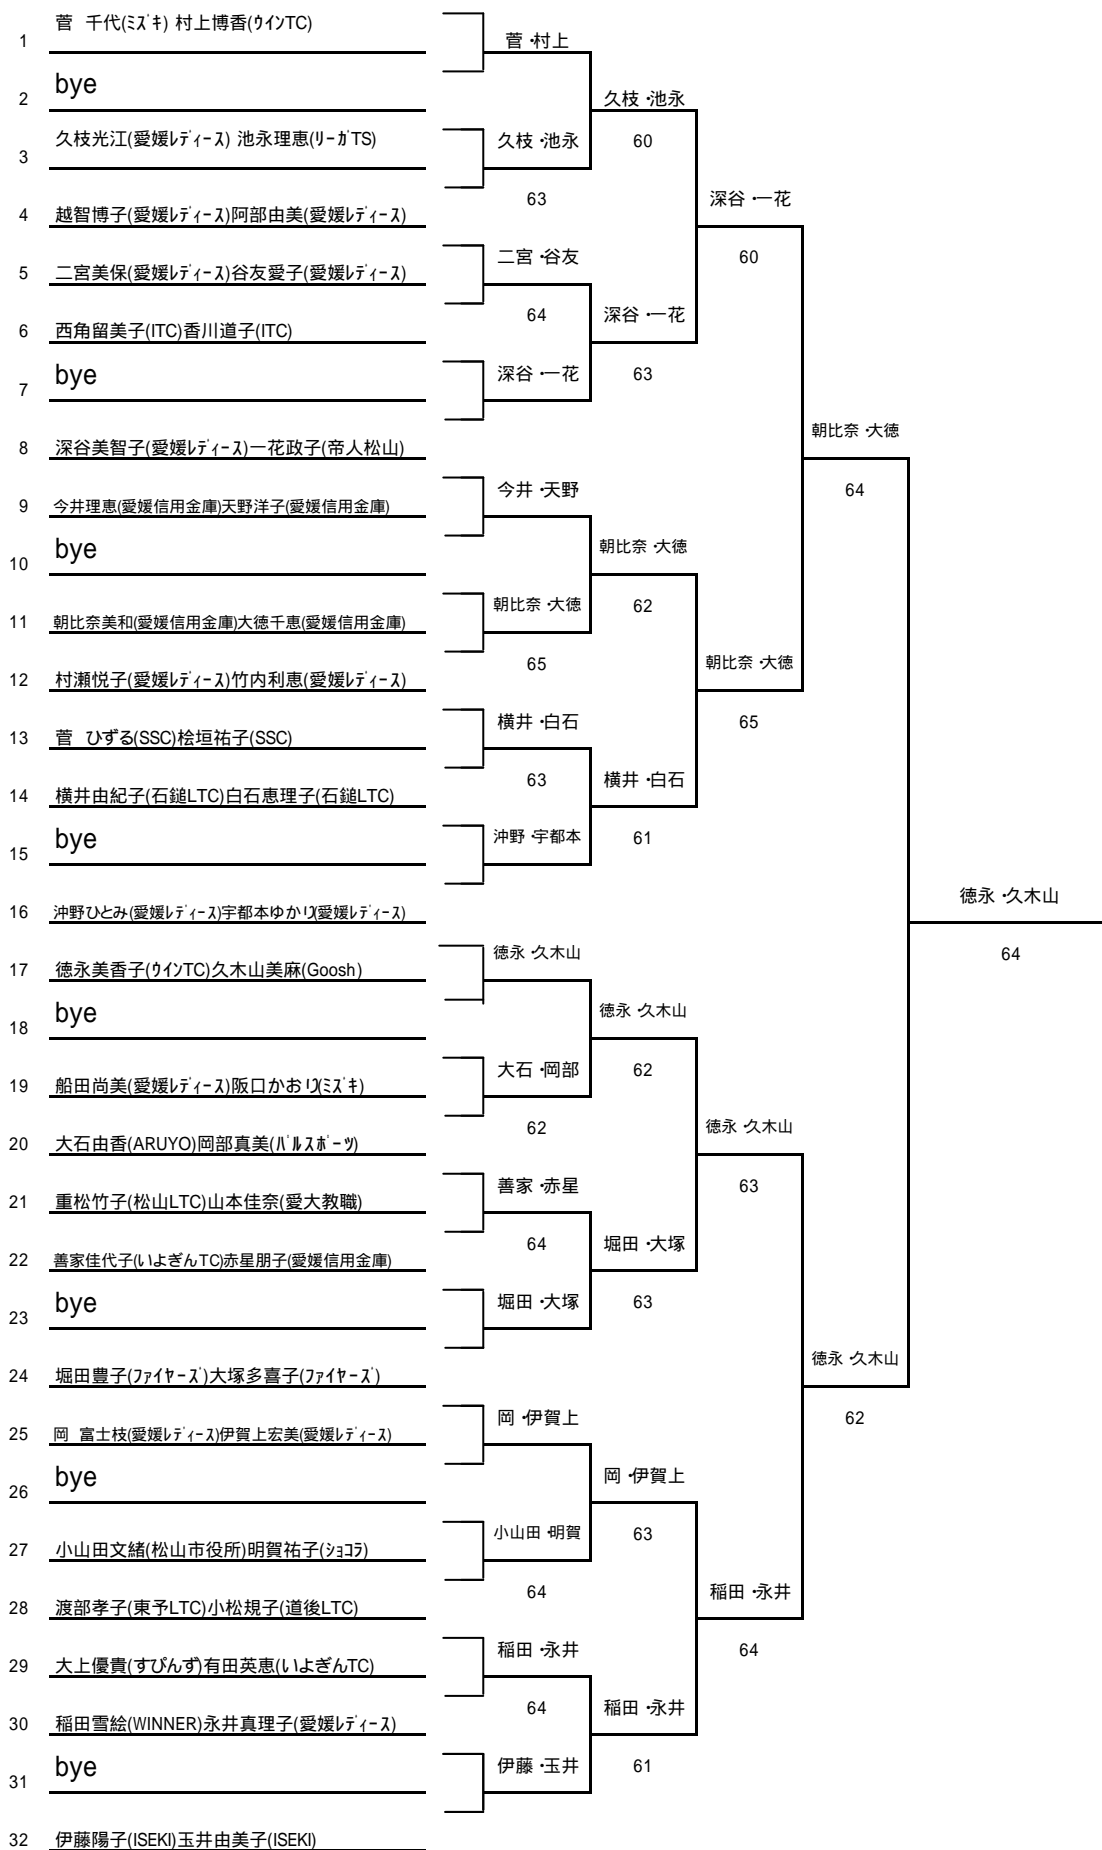 1 菅 千代(ミズキ) 村上博香(ウインTC)
菅・村上
2 bye
久枝・池永
60
3 久枝光江(愛媛レディース) 池永理恵(リーガTS)
久枝・池永
63
4 越智博子(愛媛レディース)阿部由美(愛媛レディース)
深谷・一花
60
5 二宮美保(愛媛レディース)谷友愛子(愛媛レディース)
二宮・谷友
64
6 西角留美子(ITC)香川道子(ITC)
深谷・一花
63
7 bye
深谷・一花
8 深谷美智子(愛媛レディース)一花政子(帝人松山)
朝比奈・大徳
64
9 今井理恵(愛媛信用金庫)天野洋子(愛媛信用金庫)
今井・天野
10 bye
朝比奈・大徳
62
11 朝比奈美和(愛媛信用金庫)大徳千恵(愛媛信用金庫)
朝比奈・大徳
65
12 村瀬悦子(愛媛レディース)竹内利恵(愛媛レディース)
朝比奈・大徳
65
13 菅 ひずる(SSC)桧垣祐子(SSC)
横井・白石
63
14 横井由紀子(石鎚LTC)白石恵理子(石鎚LTC)
横井・白石
61
15 bye
沖野・宇都本
16 沖野ひとみ(愛媛レディース)宇都本ゆかり(愛媛レディース)
徳永・久木山
64
17 徳永美香子(ウインTC)久木山美麻(Goosh)
徳永・久木山
18 bye
徳永・久木山
62
19 船田尚美(愛媛レディース)阪口かおり(ミズキ)
大石・岡部
62
20 大石由香(ARUYO)岡部真美(パルスポーツ)
徳永・久木山
63
21 重松竹子(松山LTC)山本佳奈(愛大教職)
善家・赤星
64
22 善家佳代子(いよぎんTC)赤星朋子(愛媛信用金庫)
堀田・大塚
63
23 bye
堀田・大塚
24 堀田豊子(ファイヤーズ)大塚多喜子(ファイヤーズ)
徳永・久木山
62
25 岡 富士枝(愛媛レディース)伊賀上宏美(愛媛レディース)
岡・伊賀上
26 bye
岡・伊賀上
63
27 小山田文緒(松山市役所)明賀祐子(ショコラ)
小山田・明賀
64
28 渡部孝子(東予LTC)小松規子(道後LTC)
稲田・永井
64
29 大上優貴(すぴんず)有田英恵(いよぎんTC)
稲田・永井
64
30 稲田雪絵(WINNER)永井真理子(愛媛レディース)
稲田・永井
61
31 bye
伊藤・玉井
32 伊藤陽子(ISEKI)玉井由美子(ISEKI)